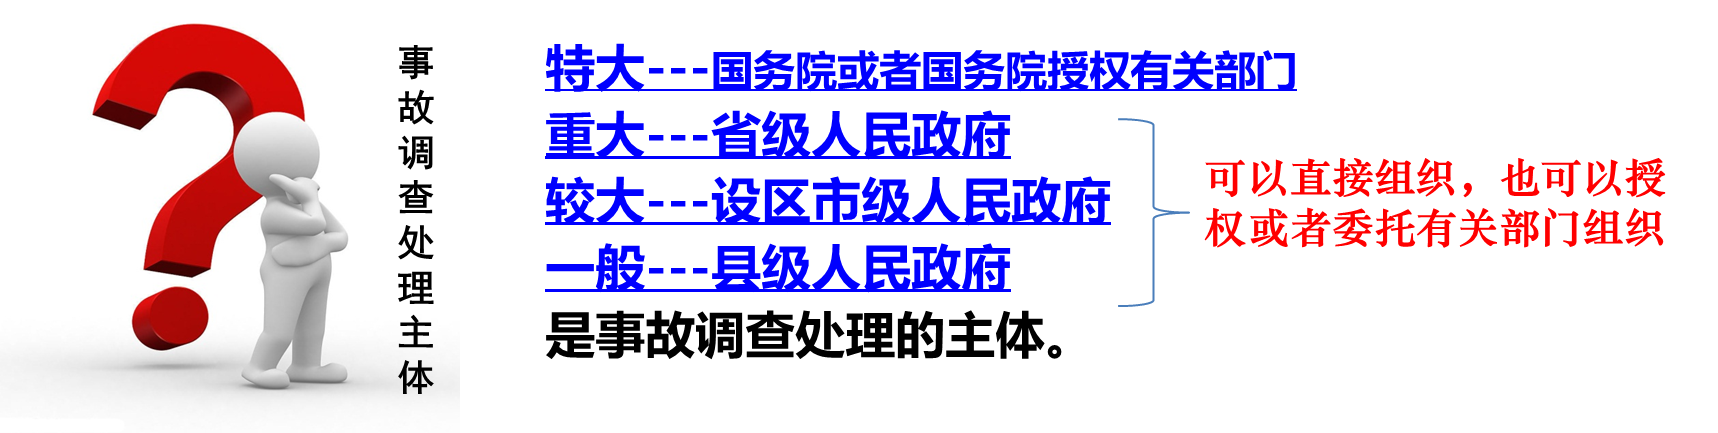 事故调查处理主体
特大---国务院或者国务院授权有关部门
重大---省级人民政府
较大---设区市级人民政府
一般---县级人民政府
是事故调查处理的主体。
可以直接组织，也可以授
权或者委托有关部门组织